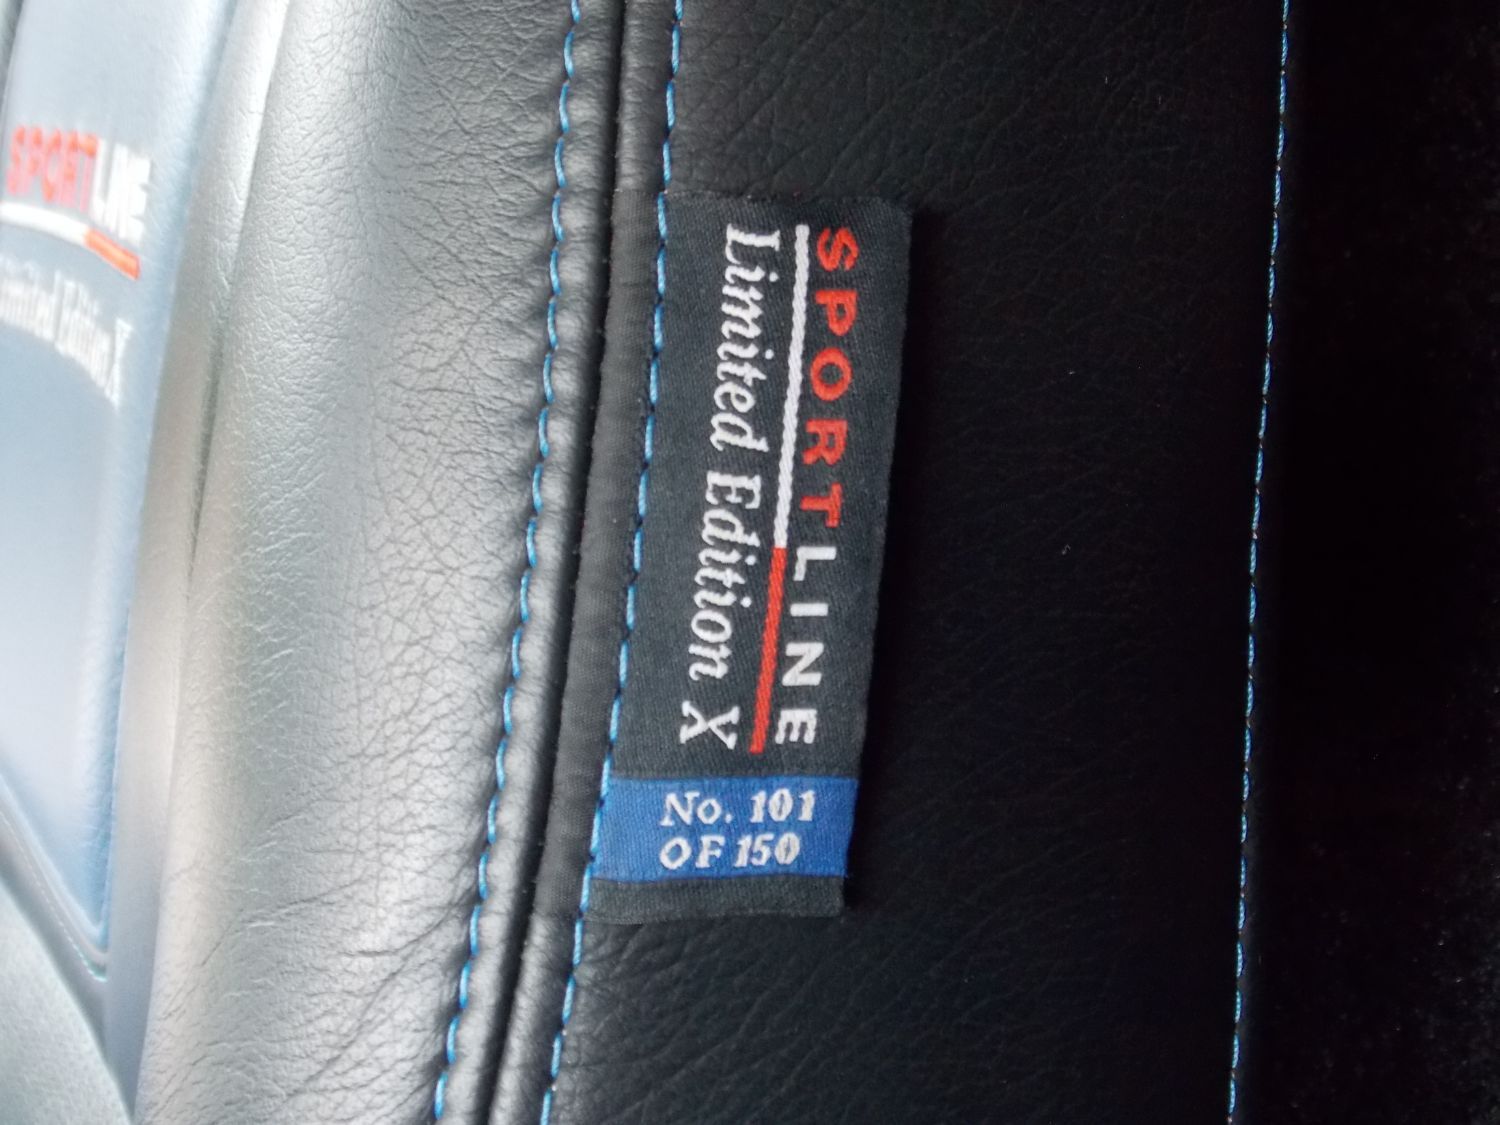 SPORTLINE
Limited Edition X
No. 101
OF 150
SPORTLINE
Limited Edition X